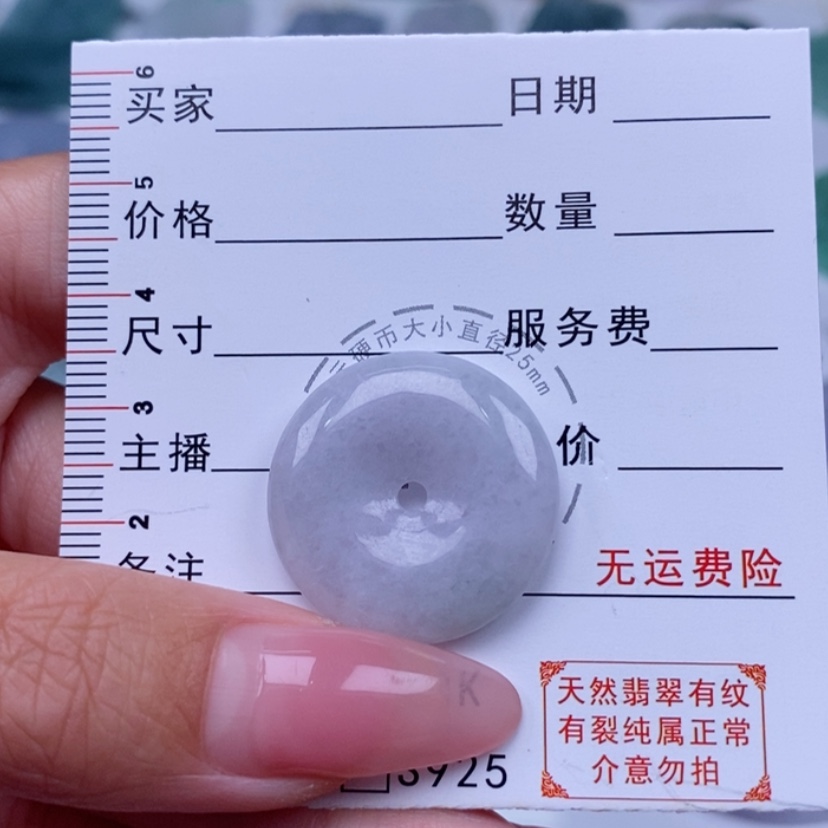 6
买家 日期
5
价格 数量
4
硬币大小直径25mm
尺寸 服务费
3
主播 价
2
备注
无运费险
K
天然翡翠有纹
有裂纯属正常
介意勿拍
3925